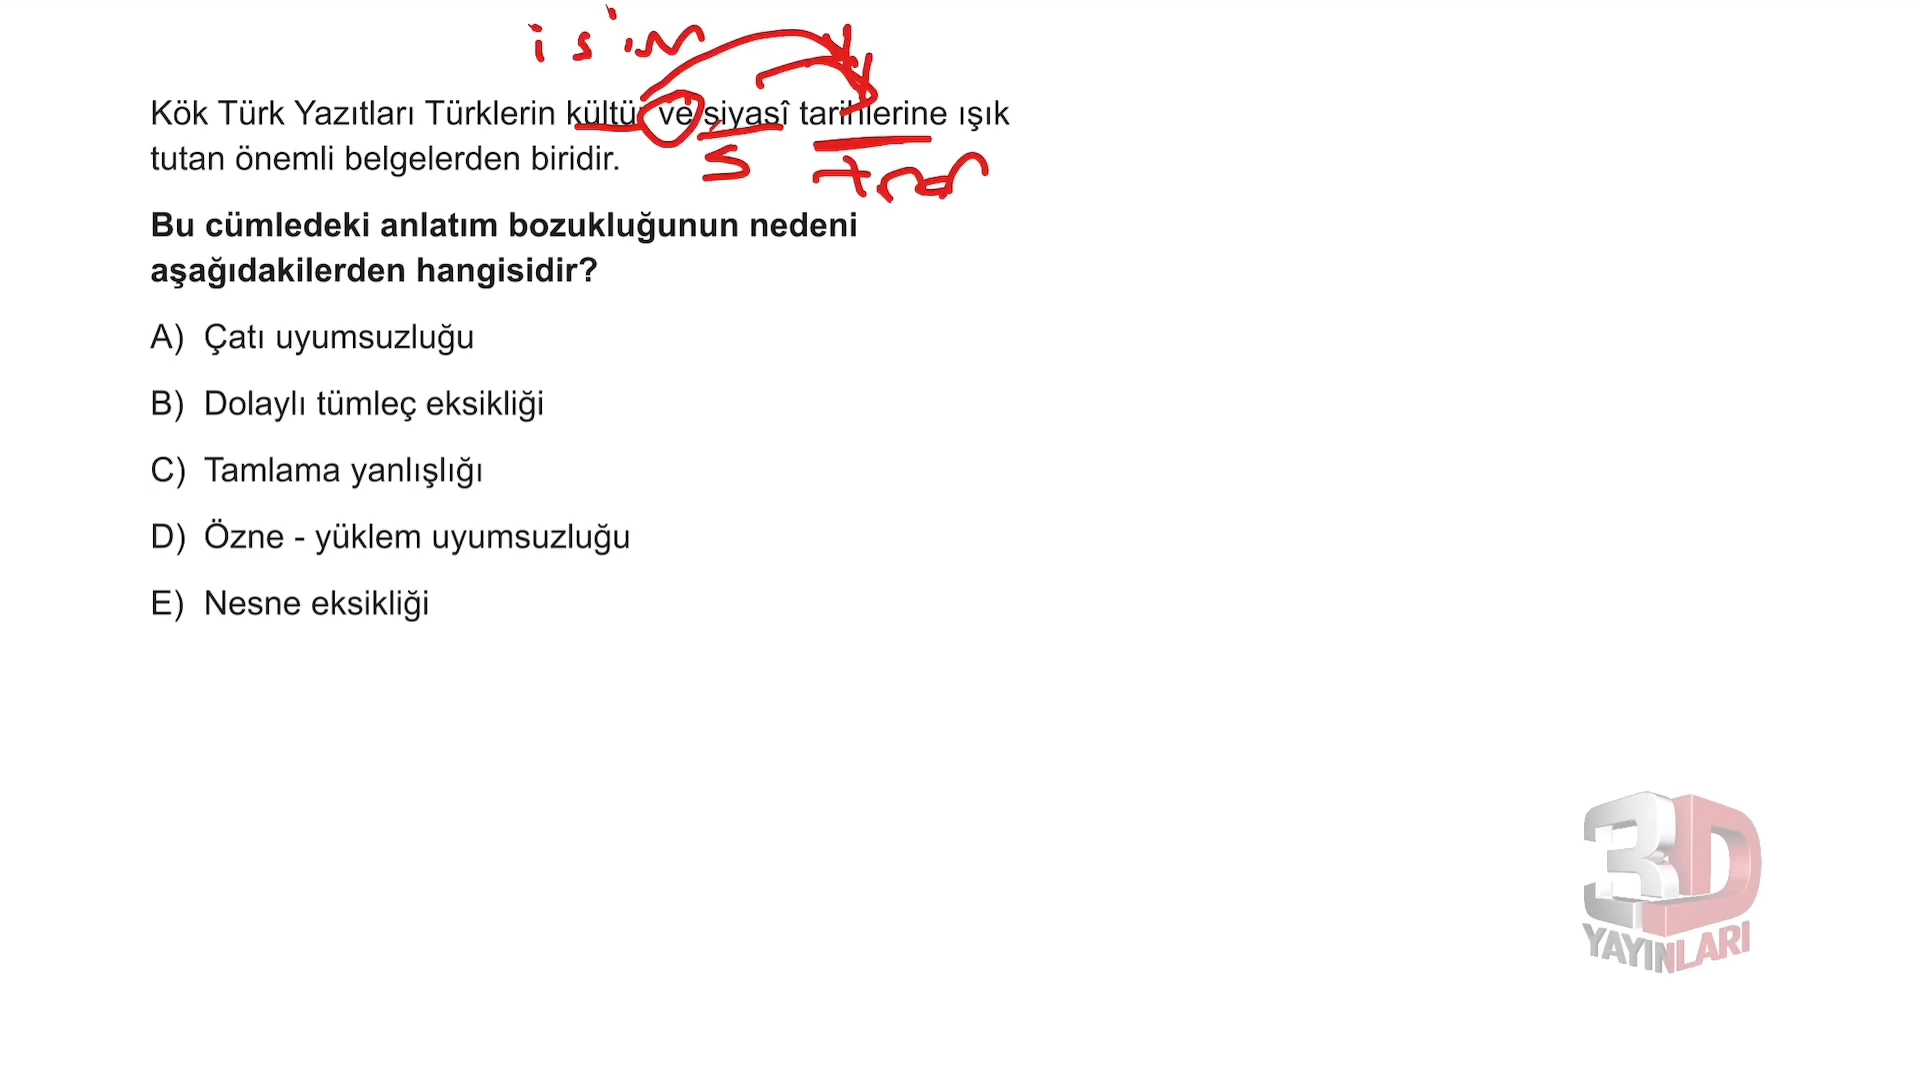 isim
Kök Türk Yazıtları Türklerin kültür ve siyasî tarihlerine ışık
tutan önemli belgelerden biridir.
S
Bu cümledeki anlatım bozukluğunun nedeni
aşağıdakilerden hangisidir?
A) Çatı uyumsuzluğu
B) Dolaylı tümleç eksikliği
C) Tamlama yanlışlığı
D) Özne - yüklem uyumsuzluğu
E) Nesne eksikliği
3D
YAYINLARI